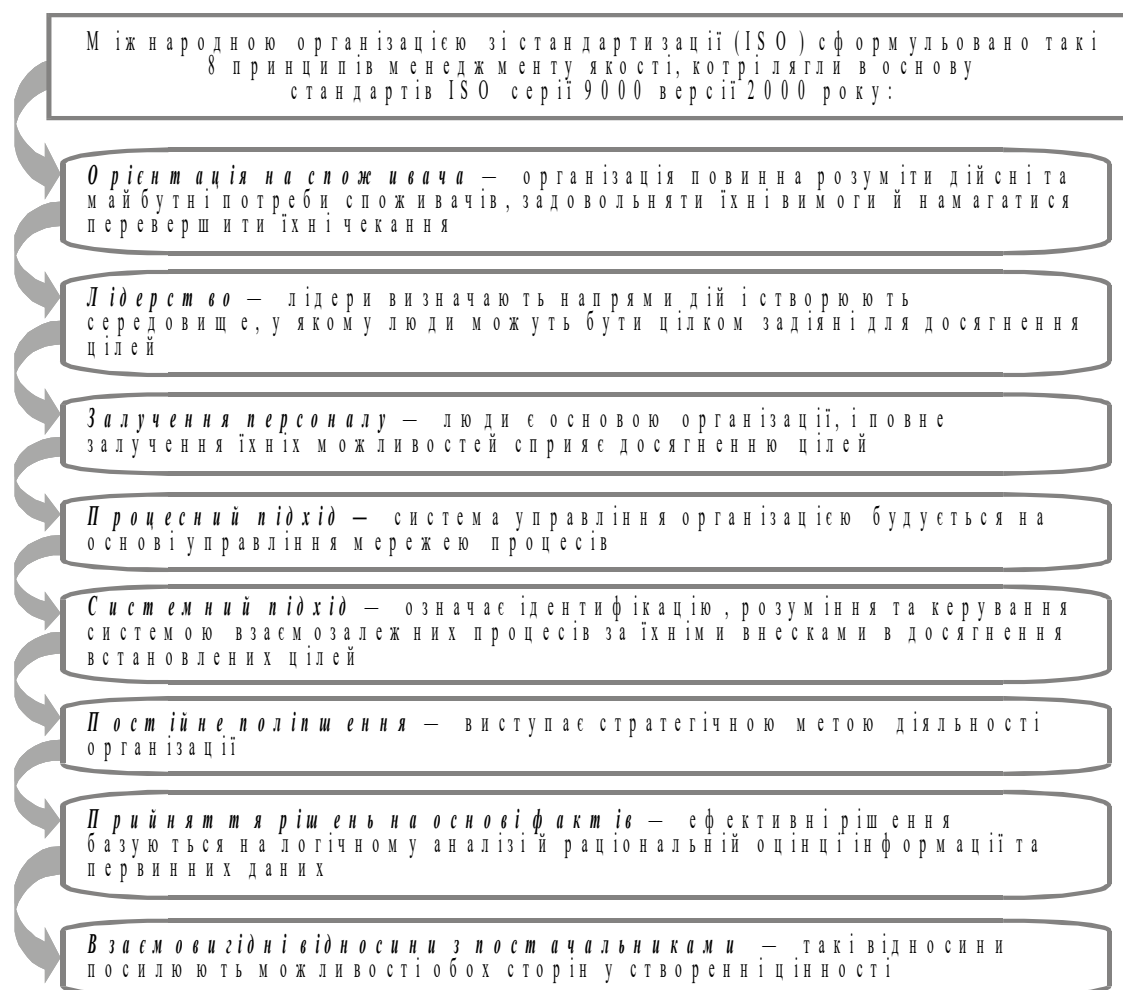 Міжнародною організацією зі стандартизації (ISO) сформульовано такі
8 принципів менеджменту якості, котрі лягли в основу
стандартів ISO серії 9000 версії 2000 року:
Орієнтація на споживача — організація повинна розуміти дійсні та
майбутні потреби споживачів, задовольняти їхні вимоги й намагатися
перевершити їхні чекання
Лідерство — лідери визначають напрями дій і створюють
середовище, у якому люди можуть бути цілком задіяні для досягнення
цілей
Залучення персоналу — люди є основою організації, і повне
залучення їхніх можливостей сприяє досягненню цілей
Процесний підхід — система управління організацією будується на
основі управління мережею процесів
Системний підхід — означає ідентифікацію, розуміння та керування
системою взаємозалежних процесів за їхніми внесками в досягнення
встановлених цілей
Постійне поліпшення — виступає стратегічною метою діяльності
організації
Прийняття рішень на основі фактів — ефективні рішення
базуються на логічному аналізі й раціональній оцінці інформації та
первинних даних
Взаємовигідні відносини з постачальниками — такі відносини
посилюють можливості обох сторін у створенні цінності